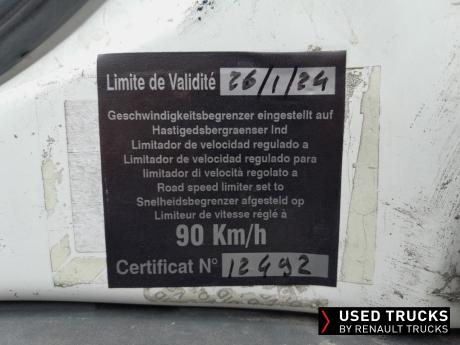 Limite de Validité 26/1/24
Geschwindigkeitsbegrenzer eingestellt auf
Hastigedsbergraenser Ind
Limitador de velocidad regulado a
Limitador de velocidad regulado para
limitador di velocità regolato a
Road speed limiter set to
Snelheidsbegrenzer afgesteld op
Limiteur de vitesse réglé à
90 Km/h
Certificat N° 12492
USED TRUCKS
BY RENAULT TRUCKS